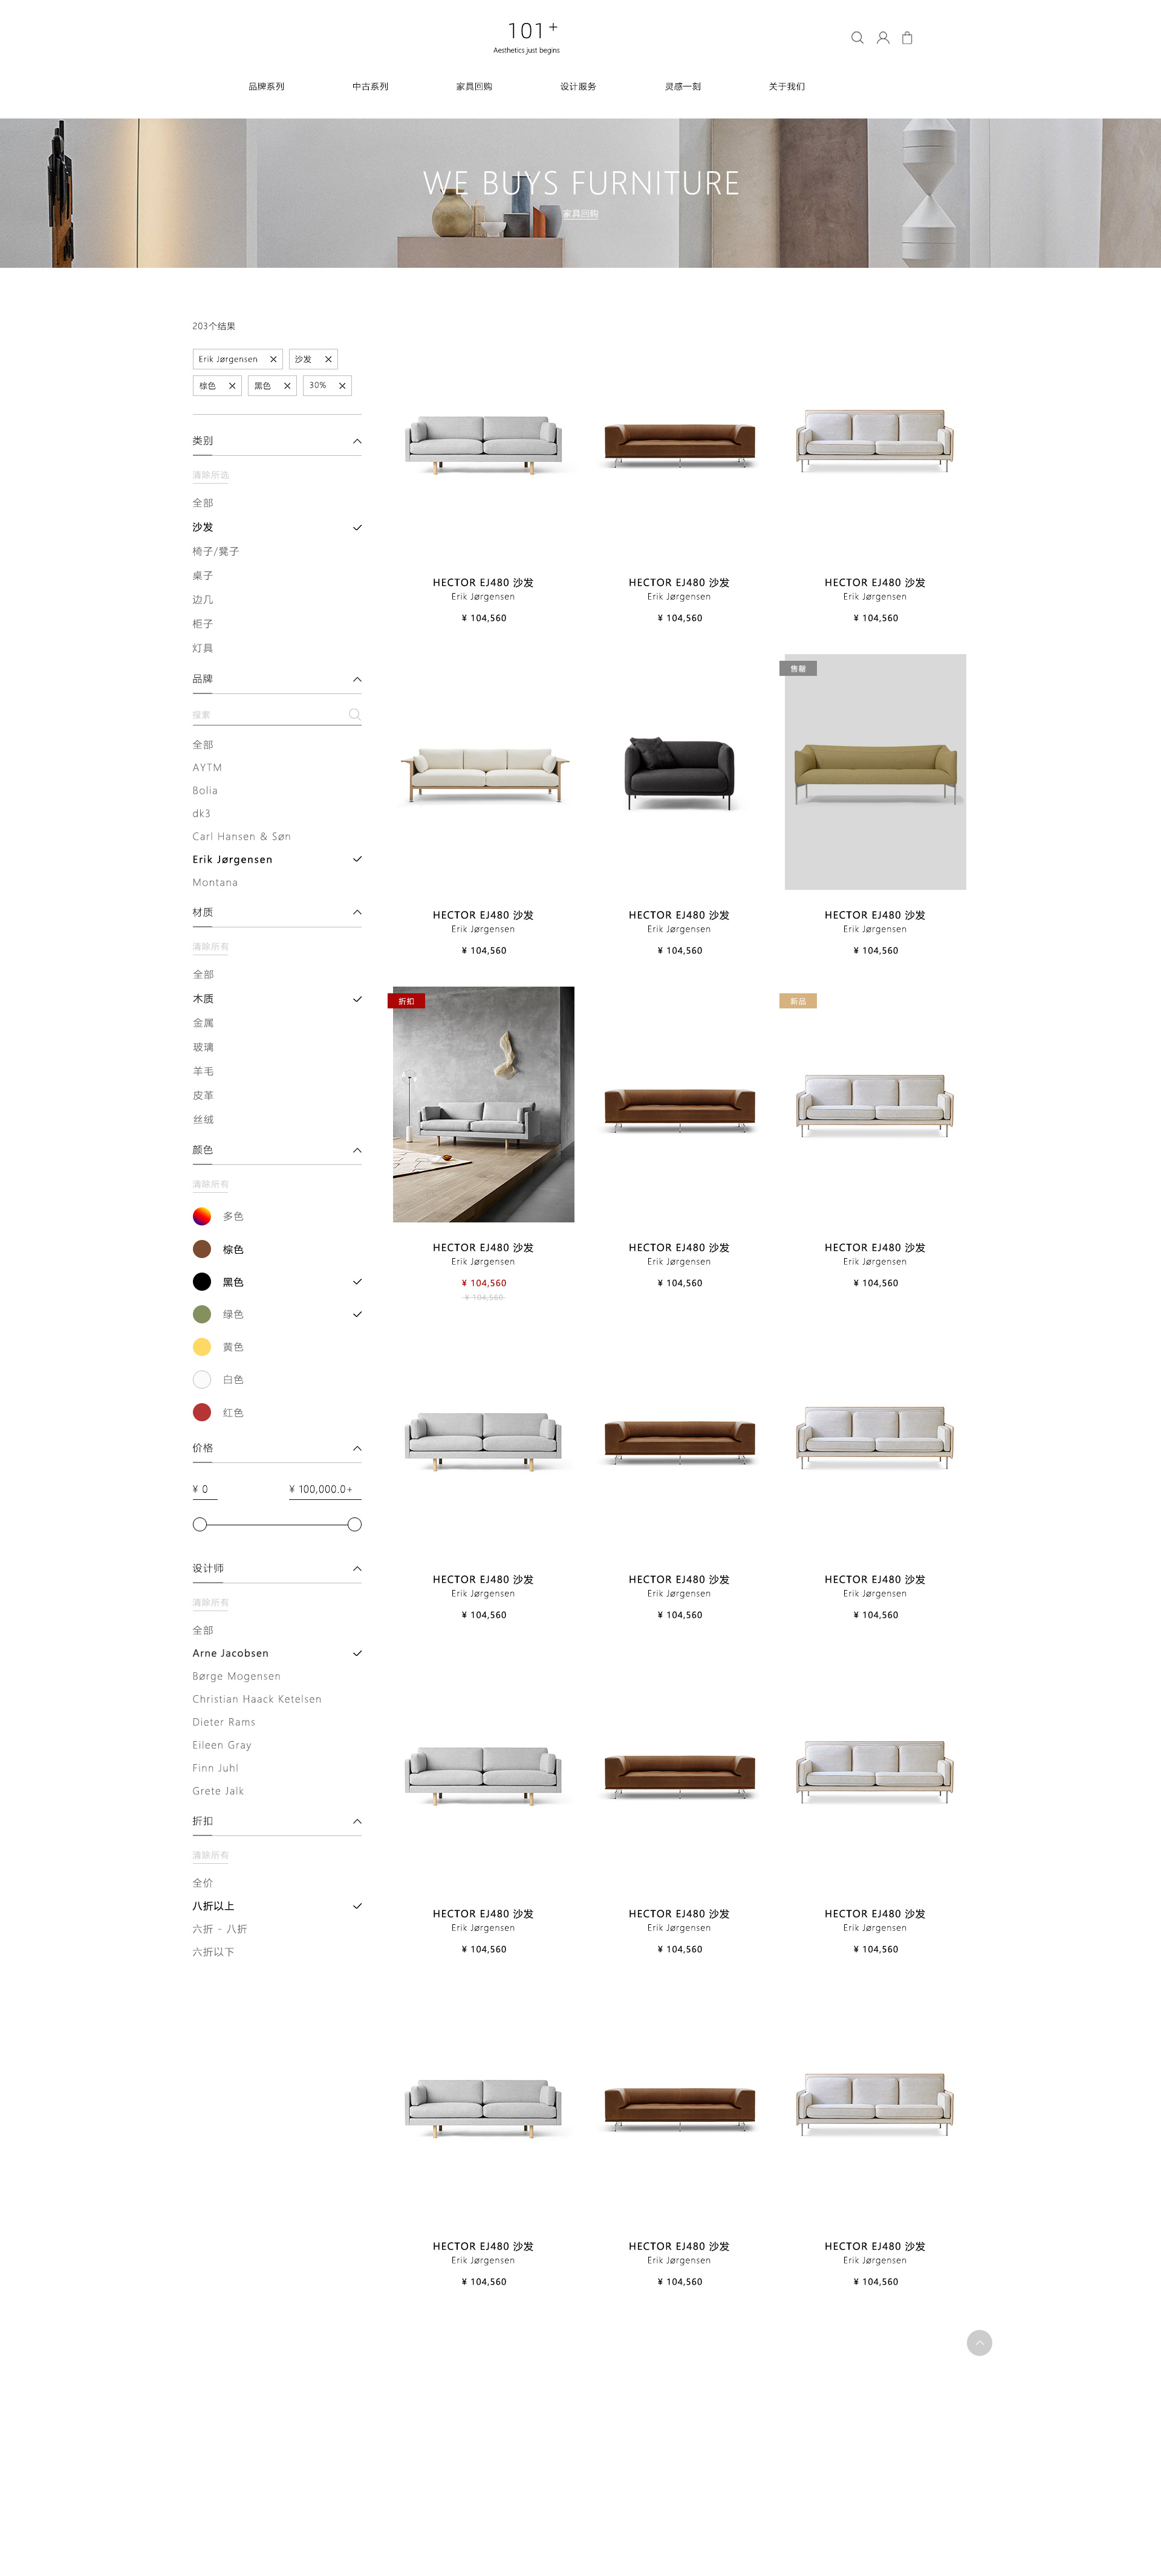 101+
Aesthetics just begins
品牌系列 中古系列 家具回购 设计服务 灵感一刻 关于我们
WE BUYS FURNITURE
家具回购
203个结果
Erik Jørgensen 沙发
棕色 黑色 30%
类别
清除所选
全部
沙发
椅子/凳子
桌子
边几
柜子
灯具
品牌
搜索
全部
AYTM
Bolia
dk3
Carl Hansen & Søn
Erik Jørgensen
Montana
材质
清除所有
全部
木质
金属
玻璃
羊毛
皮革
丝绒
颜色
清除所有
多色
棕色
黑色
绿色
黄色
白色
红色
价格
¥ 0 ¥ 100,000.0+
设计师
清除所有
全部
Arne Jacobsen
Børge Mogensen
Christian Haack Ketelsen
Dieter Rams
Eileen Gray
Finn Juhl
Grete Jalk
折扣
清除所有
全价
八折以上
六折 - 八折
六折以下
HECTOR EJ480 沙发 HECTOR EJ480 沙发 HECTOR EJ480 沙发
Erik Jørgensen Erik Jørgensen Erik Jørgensen
¥ 104,560 ¥ 104,560 ¥ 104,560
售罄
HECTOR EJ480 沙发 HECTOR EJ480 沙发 HECTOR EJ480 沙发
Erik Jørgensen Erik Jørgensen Erik Jørgensen
¥ 104,560 ¥ 104,560 ¥ 104,560
折扣 新品
HECTOR EJ480 沙发 HECTOR EJ480 沙发 HECTOR EJ480 沙发
Erik Jørgensen Erik Jørgensen Erik Jørgensen
¥ 104,560 ¥ 104,560 ¥ 104,560
¥ 104,560
HECTOR EJ480 沙发 HECTOR EJ480 沙发 HECTOR EJ480 沙发
Erik Jørgensen Erik Jørgensen Erik Jørgensen
¥ 104,560 ¥ 104,560 ¥ 104,560
HECTOR EJ480 沙发 HECTOR EJ480 沙发 HECTOR EJ480 沙发
Erik Jørgensen Erik Jørgensen Erik Jørgensen
¥ 104,560 ¥ 104,560 ¥ 104,560
HECTOR EJ480 沙发 HECTOR EJ480 沙发 HECTOR EJ480 沙发
Erik Jørgensen Erik Jørgensen Erik Jørgensen
¥ 104,560 ¥ 104,560 ¥ 104,560